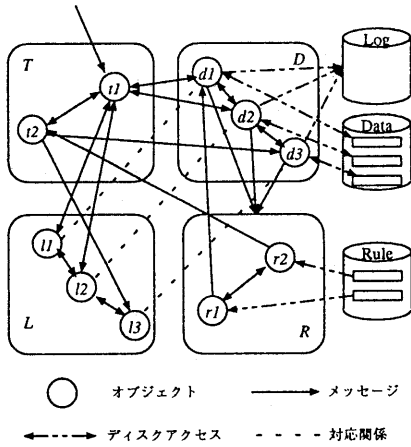 T
t1
t2
D
d1
d2
d3
Log
Data
L
l1
l2
l3
R
r1
r2
Rule
オブジェクト
メッセージ
ディスクアクセス
対応関係